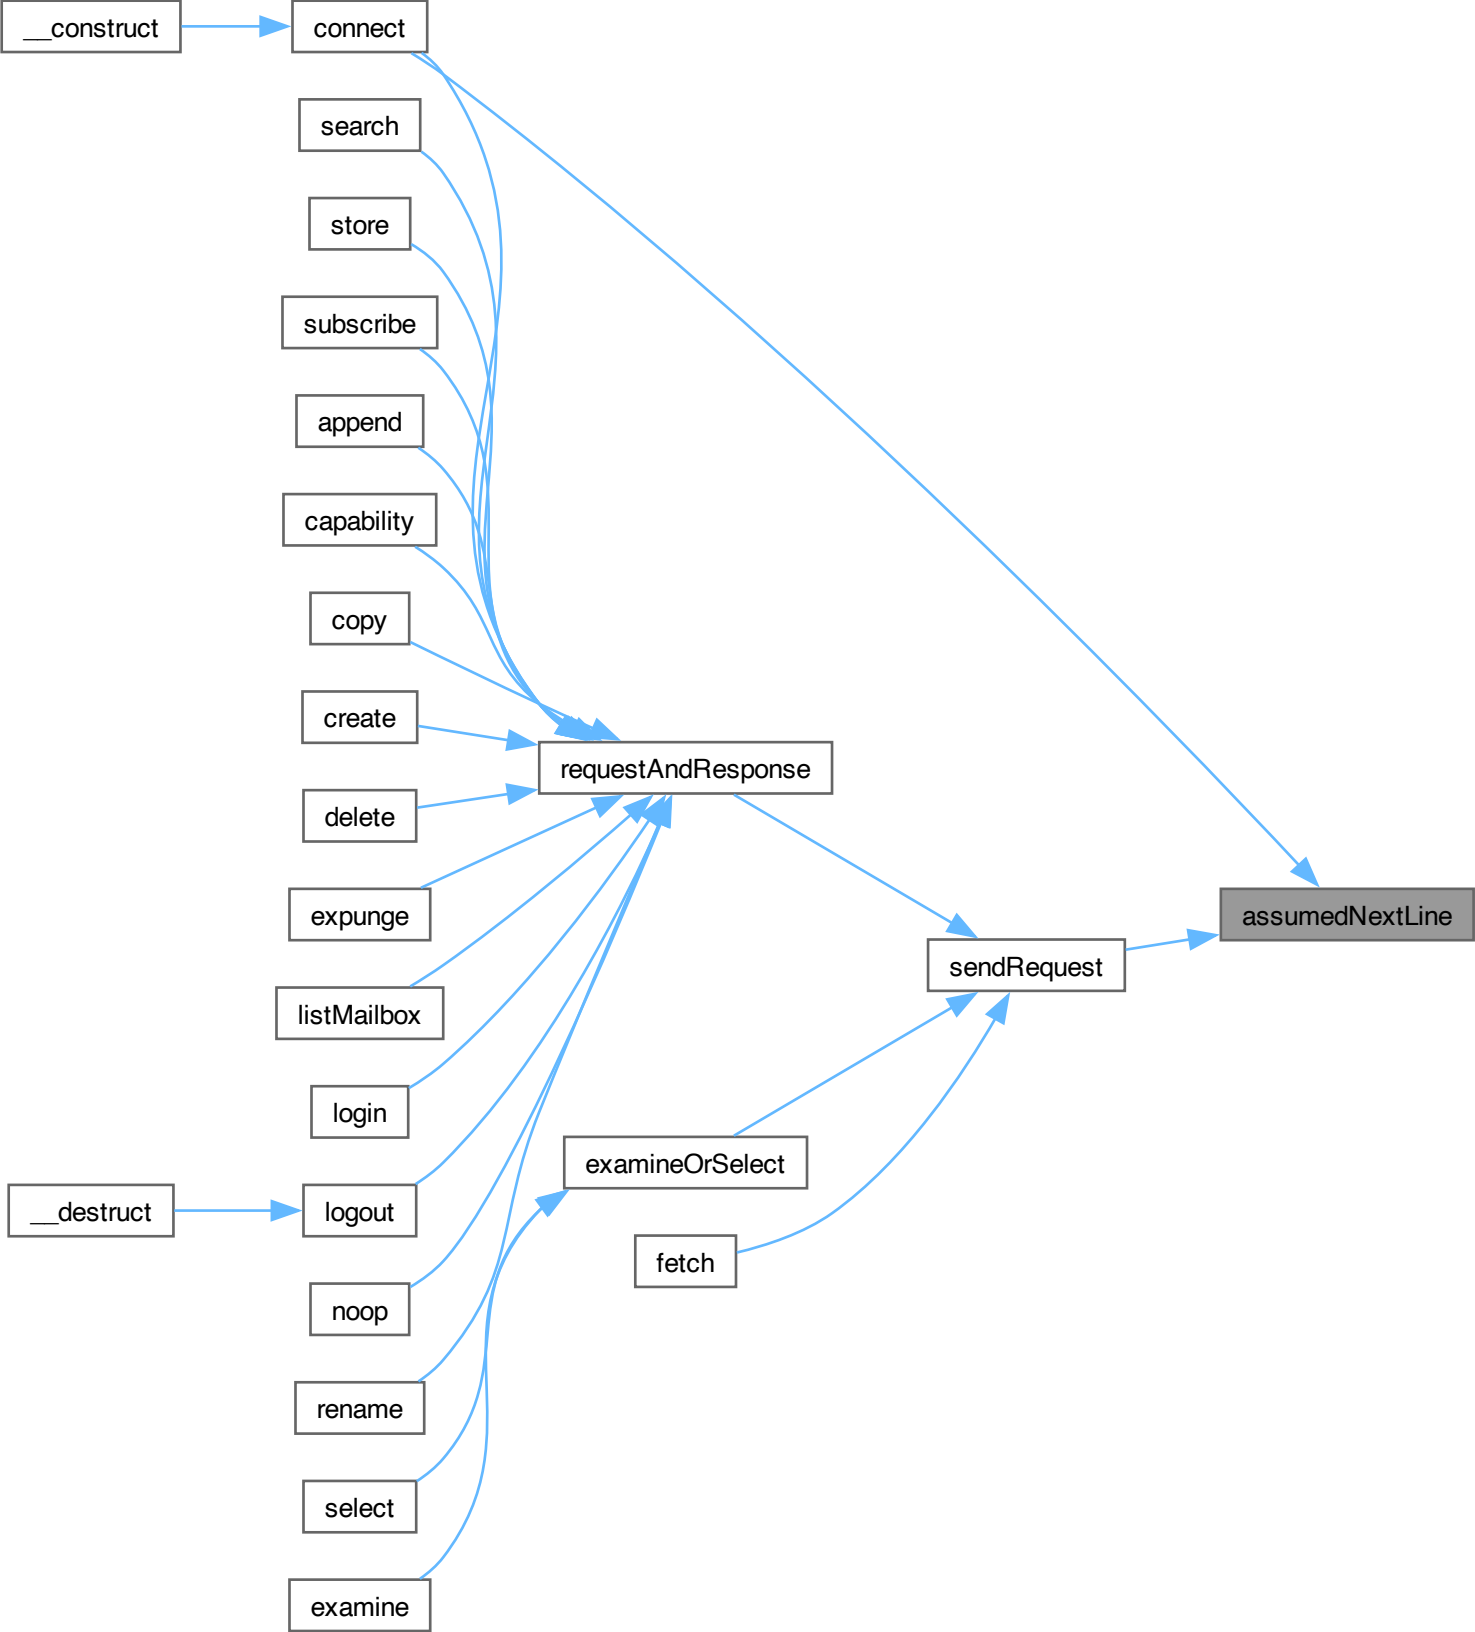 __construct
connect
search
store
subscribe
append
capability
copy
create
requestAndResponse
delete
expunge
assumedNextLine
sendRequest
listMailbox
login
examineOrSelect
__destruct
logout
fetch
noop
rename
select
examine